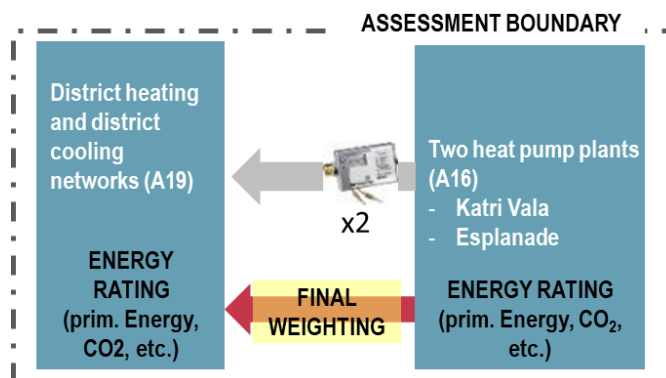 ASSESSMENT BOUNDARY
District heating
and district
cooling
networks (A19)
ENERGY
RATING
(prim. Energy,
CO2, etc.)
x2
FINAL
WEIGHTING
Two heat pump plants
(A16)
- Katri Vala
- Esplanade
ENERGY RATING
(prim. Energy, CO₂,
etc.)